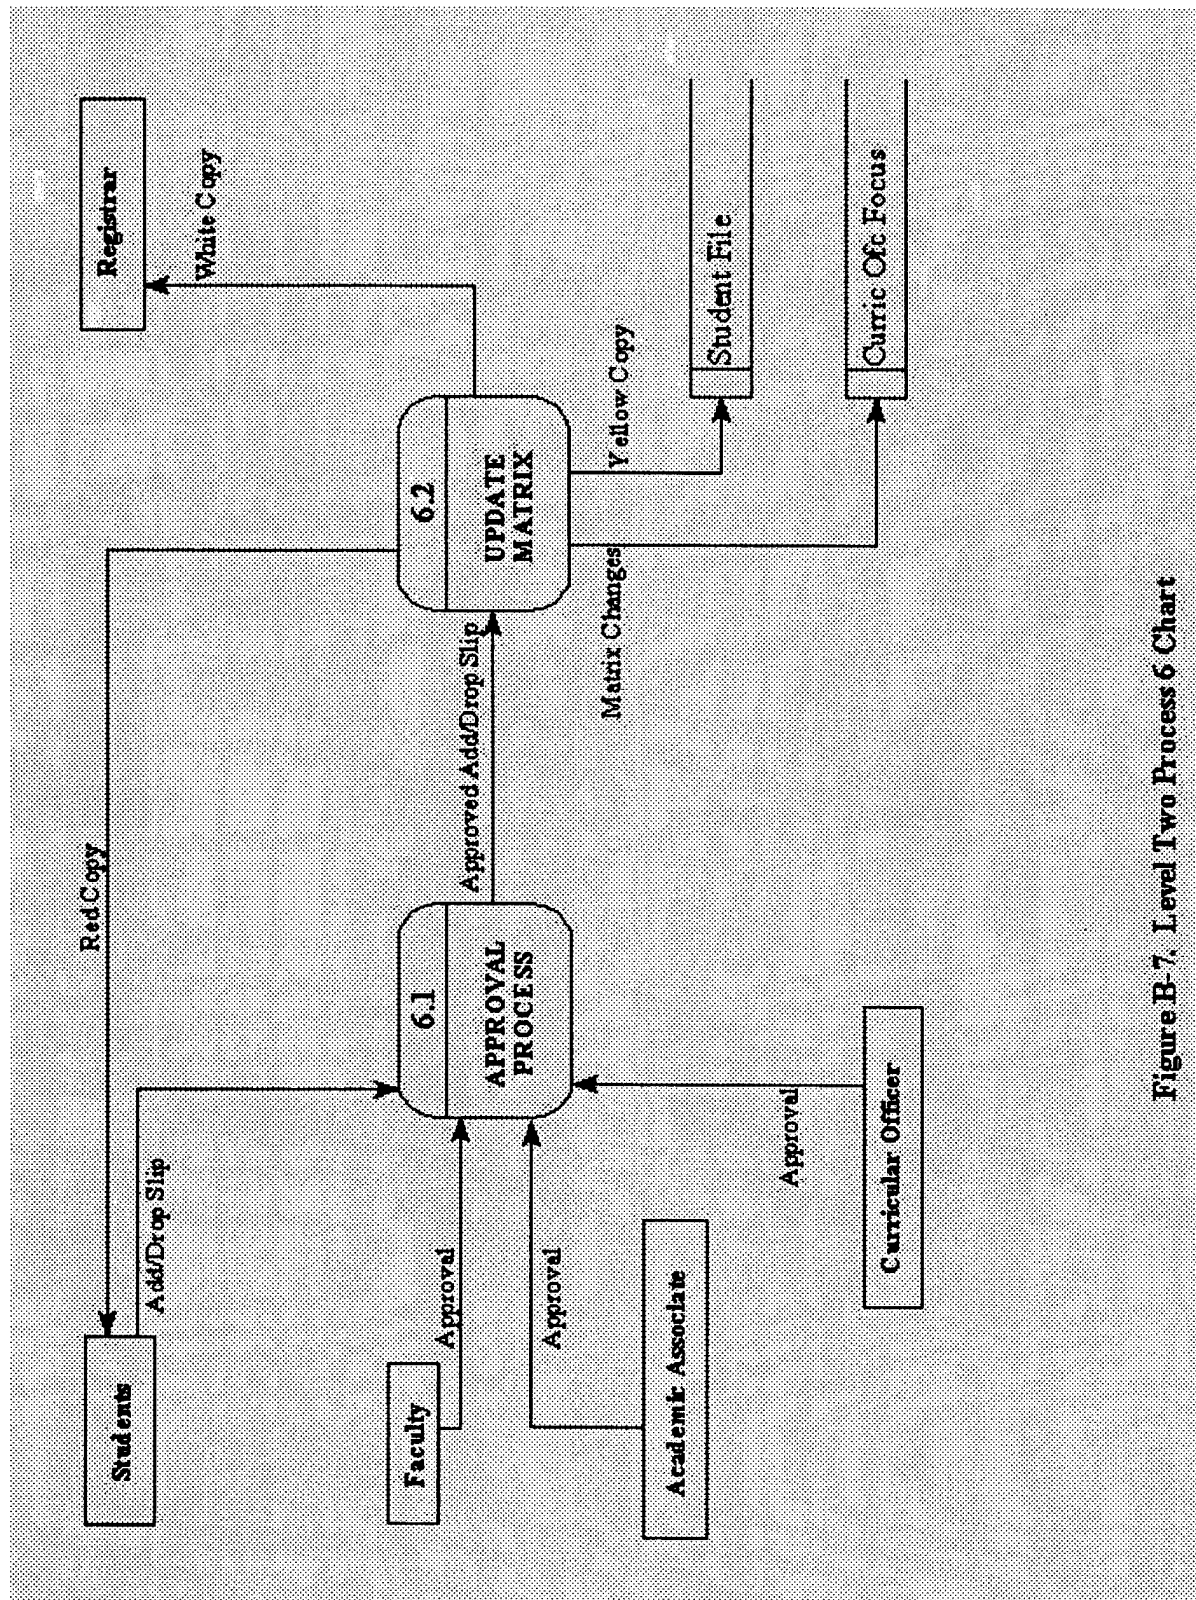 Students
Red Copy
Registrar
Add/Drop Slip
White Copy
Faculty
Approval
6.1
APPROVAL
PROCESS
Approved Add/Drop Slip
6.2
UPDATE
MATRIX
Approval
Academic Associate
Matrix Changes
Yellow Copy
Student File
Approval
Curricular Officer
Curric Ofc Focus
Figure B-7. Level Two Process 6 Chart